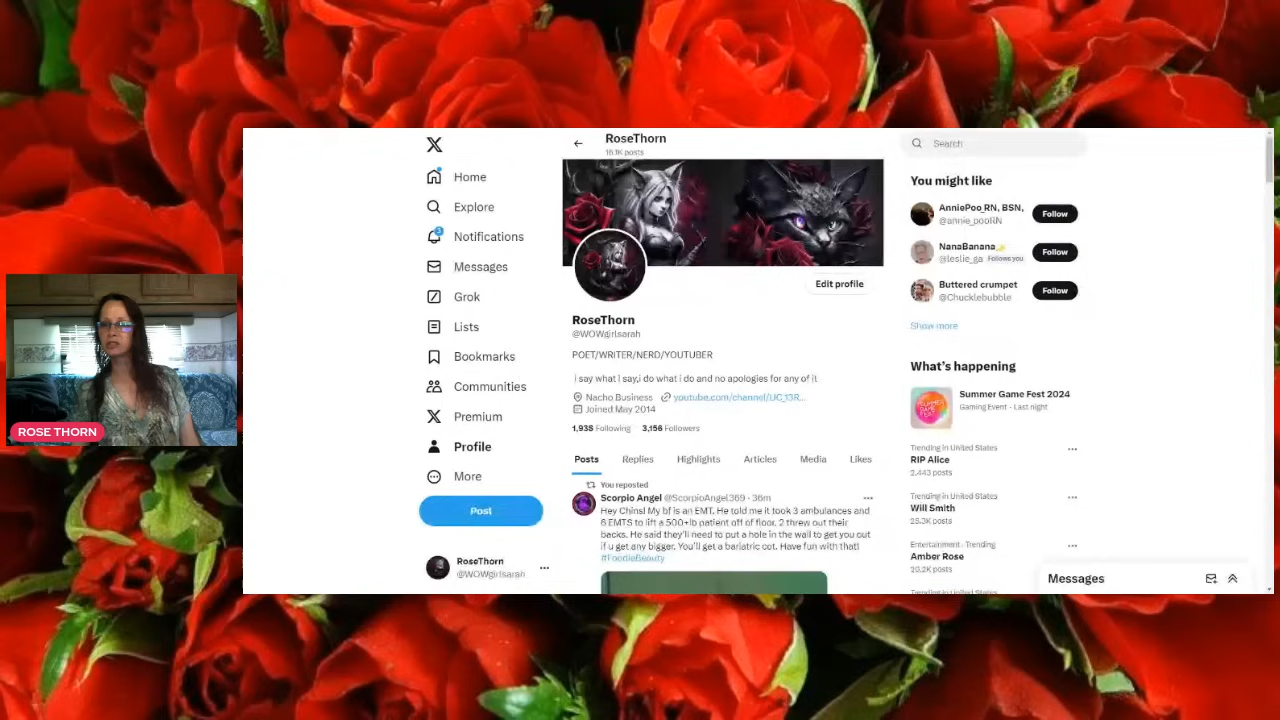 RoseThorn
16.1K posts
Search
Home
Explore
3
Notifications
Messages
Grok
Lists
Bookmarks
Communities
Premium
Profile
More
Post
RoseThorn
@WOWgirlsarah
Edit profile
RoseThorn
@WOWgirlsarah
POET/WRITER/NERD/YOUTUBER
i say what i say,i do what i do and no apologies for any of it
Nacho Business youtube.com/channel/UC_13R...
Joined May 2014
1,938 Following 3,156 Followers
Posts Replies Highlights Articles Media Likes
You reposted
Scorpio Angel @ScorpioAngel369 · 36m
Hey Chins! My bf is an EMT. He told me it took 3 ambulances and
6 EMTS to lift a 500+lb patient off of floor. 2 threw out their
backs. He said they'll need to put a hole in the wall to get you out
if u get any bigger. You'll get a bariatric cot. Have fun with that!
#FoodieBeauty
You might like
AnniePoo_RN, BSN,
@annie_pooRN
Follow
NanaBanana
@leslie_ga Follows you
Follow
Buttered crumpet
@Chucklebubble
Follow
Show more
What's happening
Summer Game Fest 2024
Gaming Event · Last night
Trending in United States
RIP Alice
2,443 posts
Trending in United States
Will Smith
25.3K posts
Entertainment · Trending
Amber Rose
Trending in United States
Messages
ROSE THORN